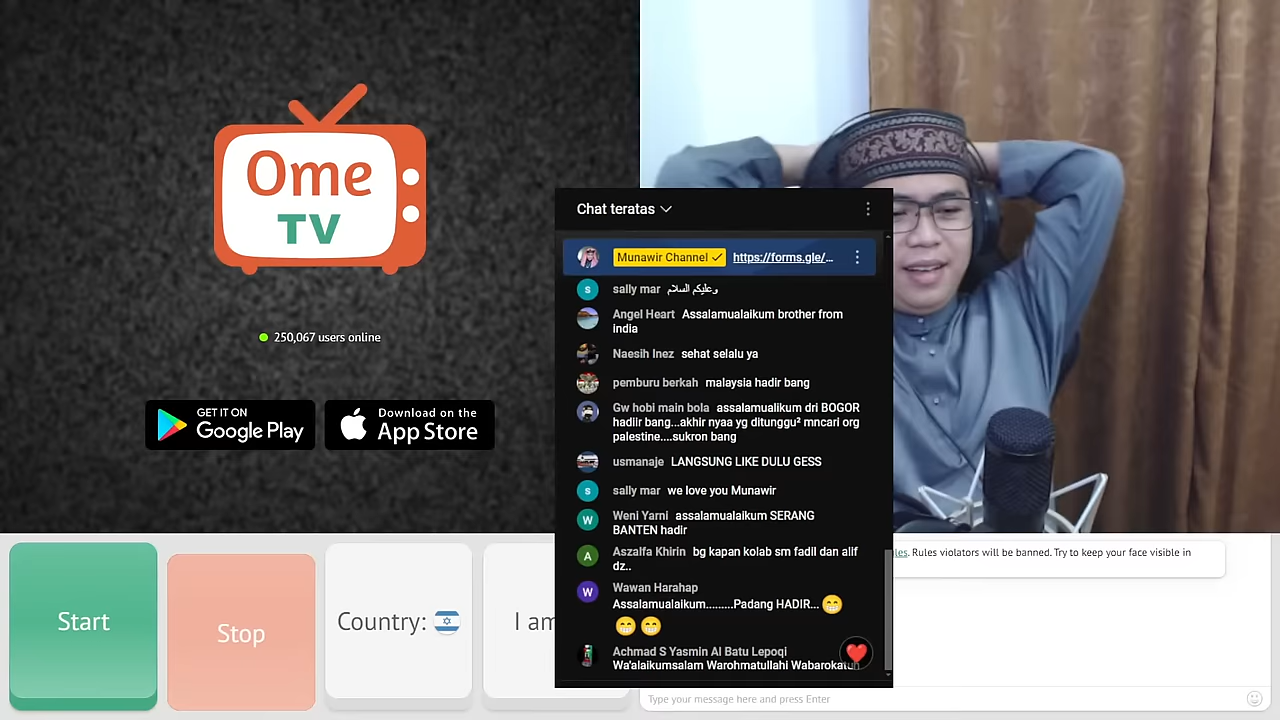 Ome
TV
250,067 users online
GET IT ON
Google Play
Download on the
App Store
Start
Stop
Country:
I am
Chat teratas
Munawir Channel https://forms.gle/...
sally mar وعليكم السلام
Angel Heart Assalamualaikum brother from
india
Naesih Inez sehat selalu ya
pemburu berkah malaysia hadir bang
Gw hobi main bola assalamualikum dri BOGOR
hadiir bang...akhir nyaa yg ditunggu² mncari org
palestine....sukron bang
usmanaje LANGSUNG LIKE DULU GESS
sally mar we love you Munawir
Weni Yarni assalamualaikum SERANG
BANTEN hadir
Aszalfa Khirin bg kapan kolab sm fadil dan alif
dz..
Wawan Harahap
Assalamualaikum.........Padang HADIR... 😁
😁 😁
Achmad S Yasmin Al Batu Lepoqi
Wa'alaikumsalam Warohmatullahi Wabarokatuh
. Rules violators will be banned. Try to keep your face visible in
Type your message here and press Enter